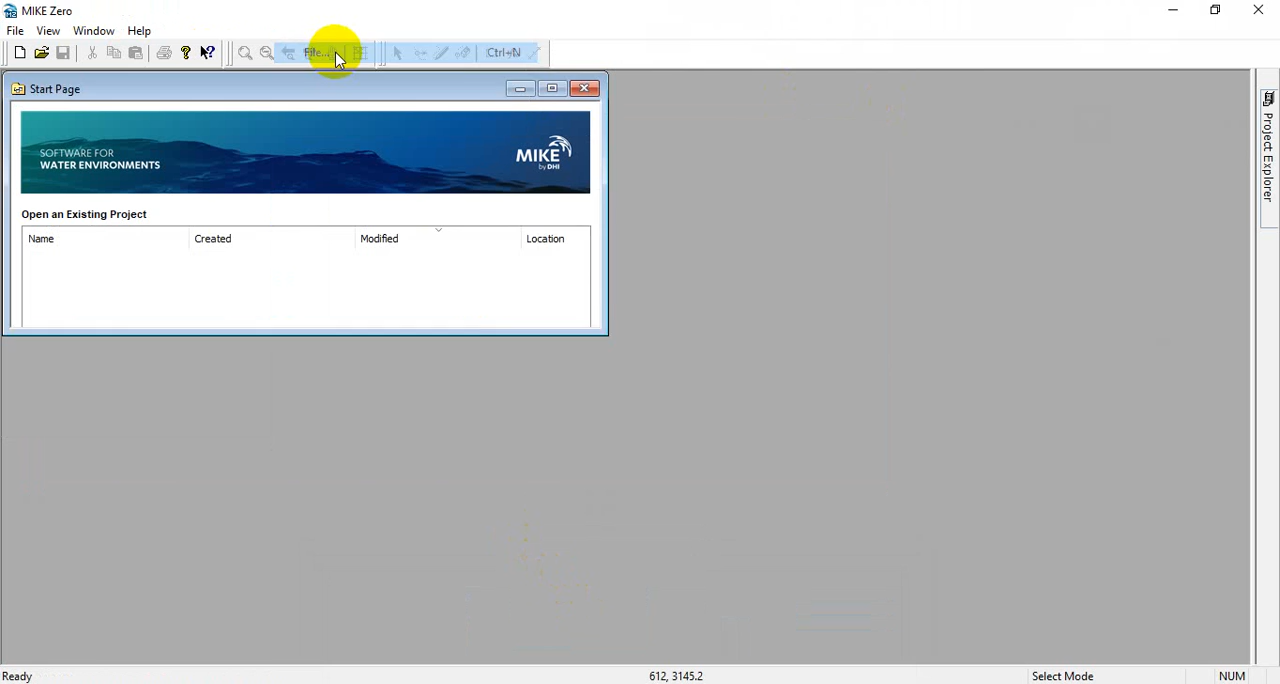 MIKE Zero
File View Window Help
File... Ctrl+N
Start Page
SOFTWARE FOR
WATER ENVIRONMENTS
MIKE
by DHI
Open an Existing Project
Name Created Modified Location
Project Explorer
Ready 612, 3145.2 Select Mode NUM